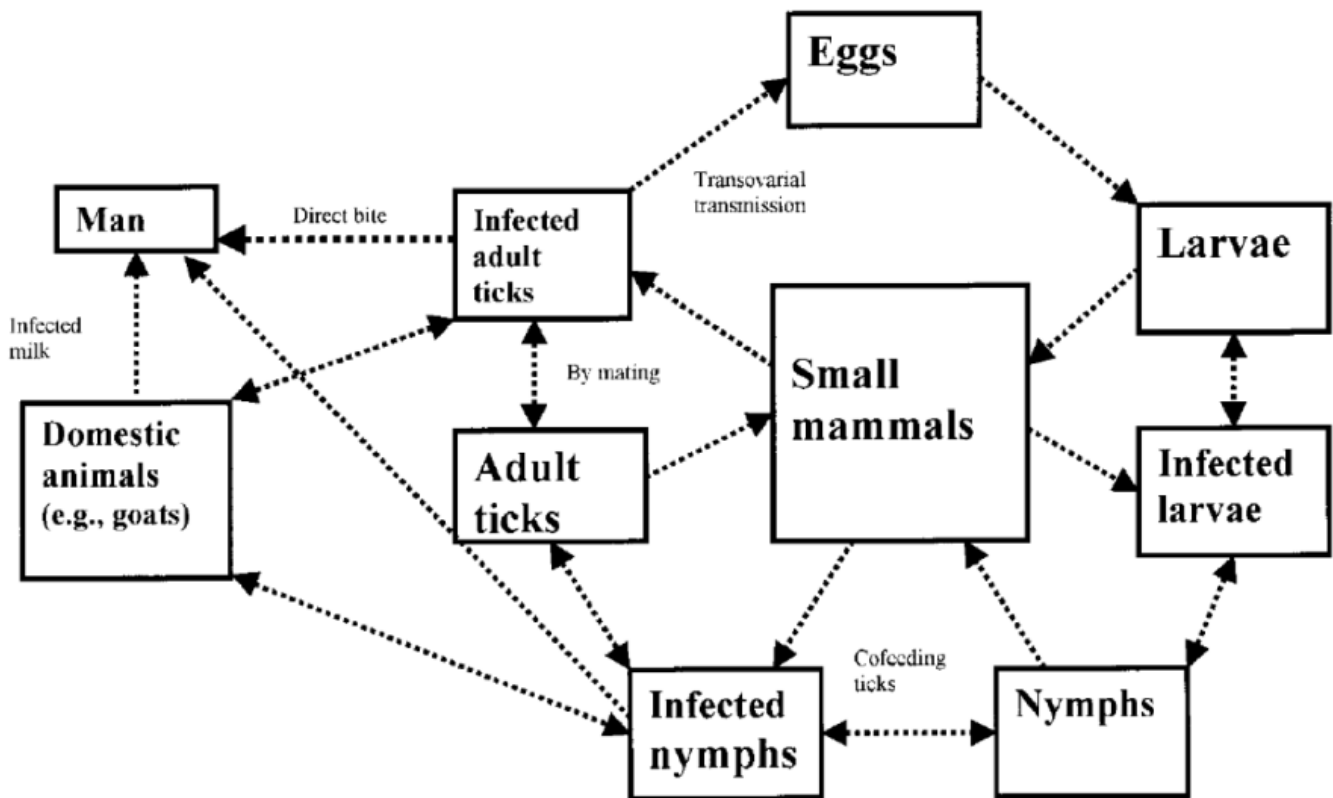 Eggs
Transovarial
transmission
Man
Direct bite
Infected
adult
ticks
Larvae
Infected
milk
By mating
Small
mammals
Domestic
animals
(e.g., goats)
Adult
ticks
Infected
larvae
Cofeeding
ticks
Infected
nymphs
Nymphs